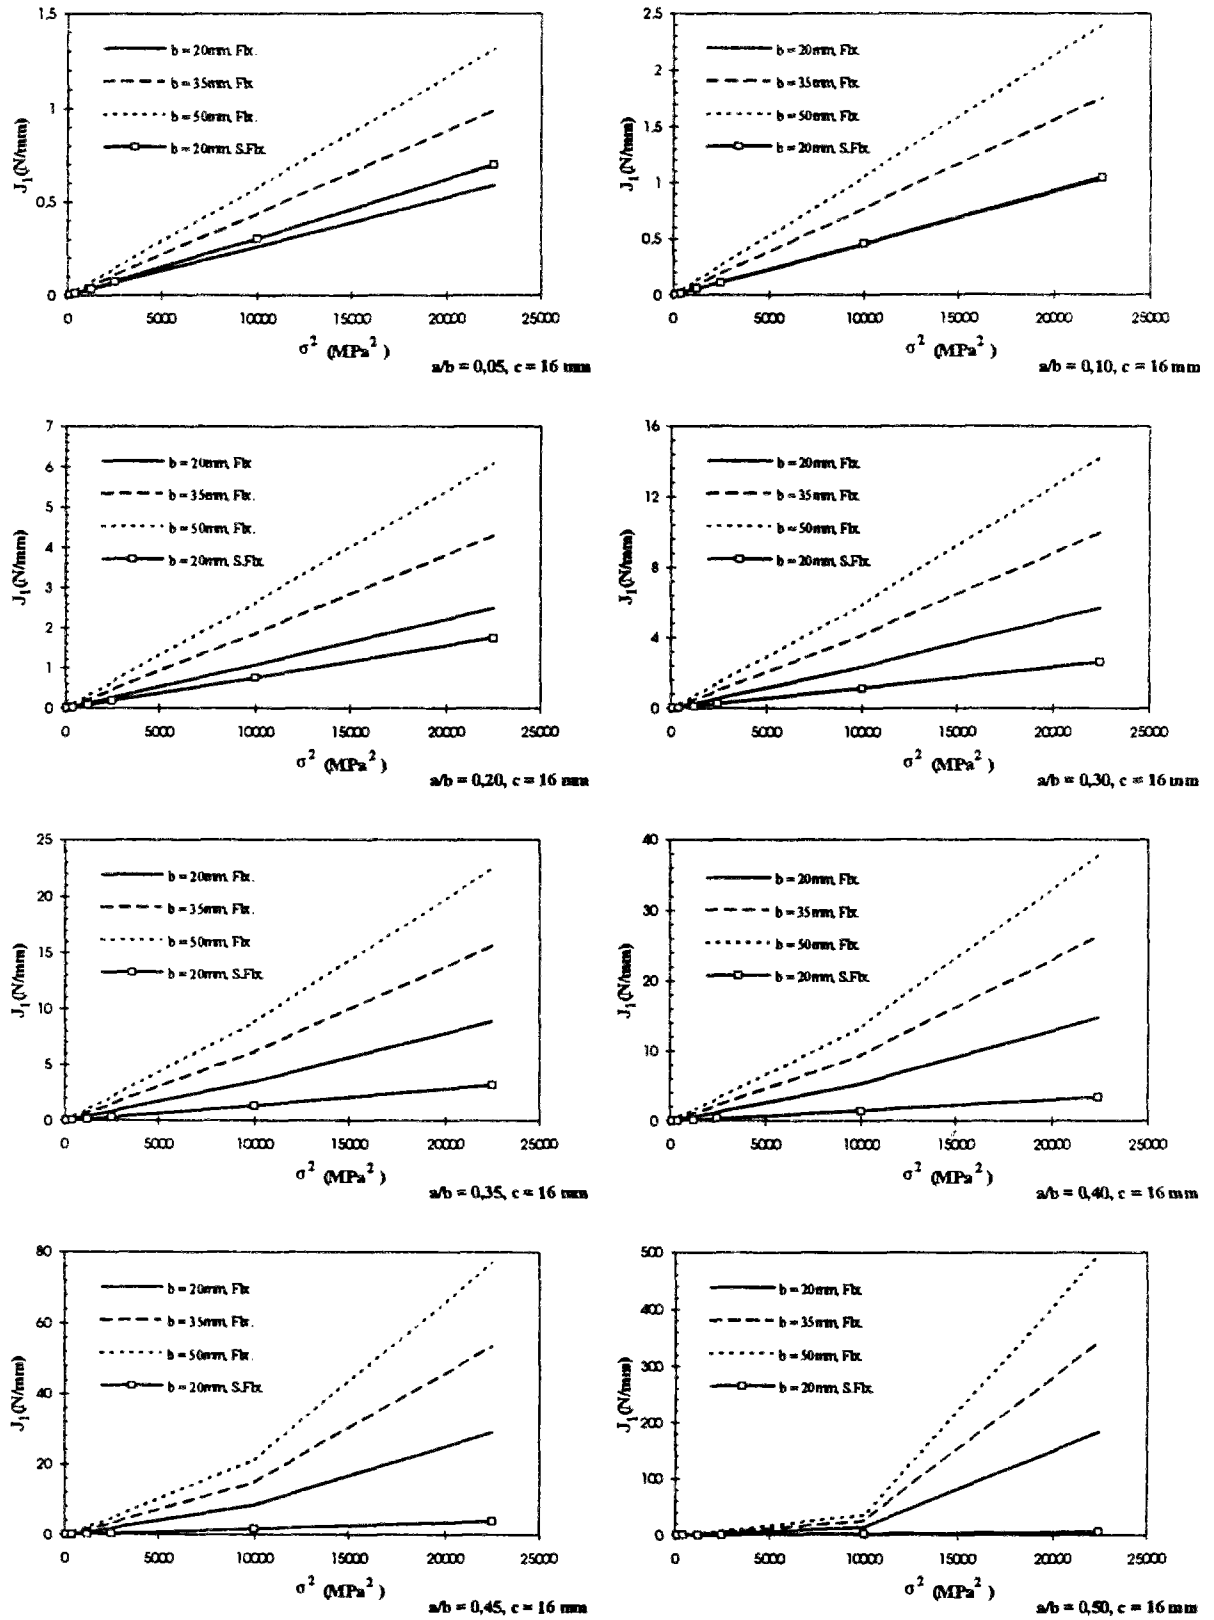 1,5
1
0,5
0
J₁(N/mm)
b = 20mm, Flx.
b = 35mm, Flx.
b = 50mm, Flx.
b = 20mm, S.Flx.
0 5000 10000 15000 20000 25000
σ² (MPa²)
a/b = 0,05, c = 16 mm
2,5
2
1,5
1
0,5
0
J₁(N/mm)
b = 20mm, Flx.
b = 35mm, Flx.
b = 50mm, Flx.
b = 20mm, S.Flx.
0 5000 10000 15000 20000 25000
σ² (MPa²)
a/b = 0,10, c = 16 mm
7
6
5
4
3
2
1
0
J₁(N/mm)
b = 20mm, Flx
b = 35mm, Flx.
b = 50mm, Flx.
b = 20mm, S.Flx.
0 5000 10000 15000 20000 25000
σ² (MPa²)
a/b = 0,20, c = 16 mm
16
12
8
4
0
J₁(N/mm)
b = 20mm, Flx.
b = 35mm, Flx.
b = 50mm, Flx.
b = 20mm, S.Flx.
0 5000 10000 15000 20000 25000
σ² (MPa²)
a/b = 0,30, c = 16 mm
25
20
15
10
5
0
J₁(N/mm)
b = 20mm, Flx.
b = 35mm, Flx.
b = 50mm, Flx
b = 20mm, S.Flx.
0 5000 10000 15000 20000 25000
σ² (MPa²)
a/b = 0,35, c = 16 mm
40
30
20
10
0
J₁(N/mm)
b = 20mm, Flx.
b = 35mm, Flx.
b = 50mm, Flx.
b = 20mm, S.Flx.
0 5000 10000 15000 20000 25000
σ² (MPa²)
a/b = 0,40, c = 16 mm
80
60
40
20
0
J₁(N/mm)
b = 20mm, Flx.
b = 35mm, Flx.
b = 50mm, Flx.
b = 20mm, S.Flx.
0 5000 10000 15000 20000 25000
σ² (MPa²)
a/b = 0,45, c = 16 mm
500
400
300
200
100
0
J₁(N/mm)
b = 20mm, Flx.
b = 35mm, Flx.
b = 50mm, Flx.
b = 20mm, S.Flx.
0 5000 10000 15000 20000 25000
σ² (MPa²)
a/b = 0,50, c = 16 mm